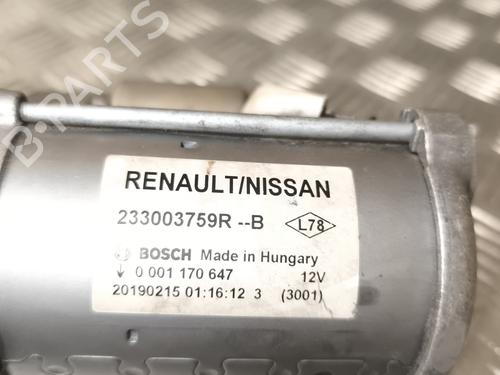 B-PARTS
RENAULT/NISSAN
233003759R --B L78
BOSCH Made in Hungary
0 001 170 647 12V
20190215 01:16:12 3 (3001)